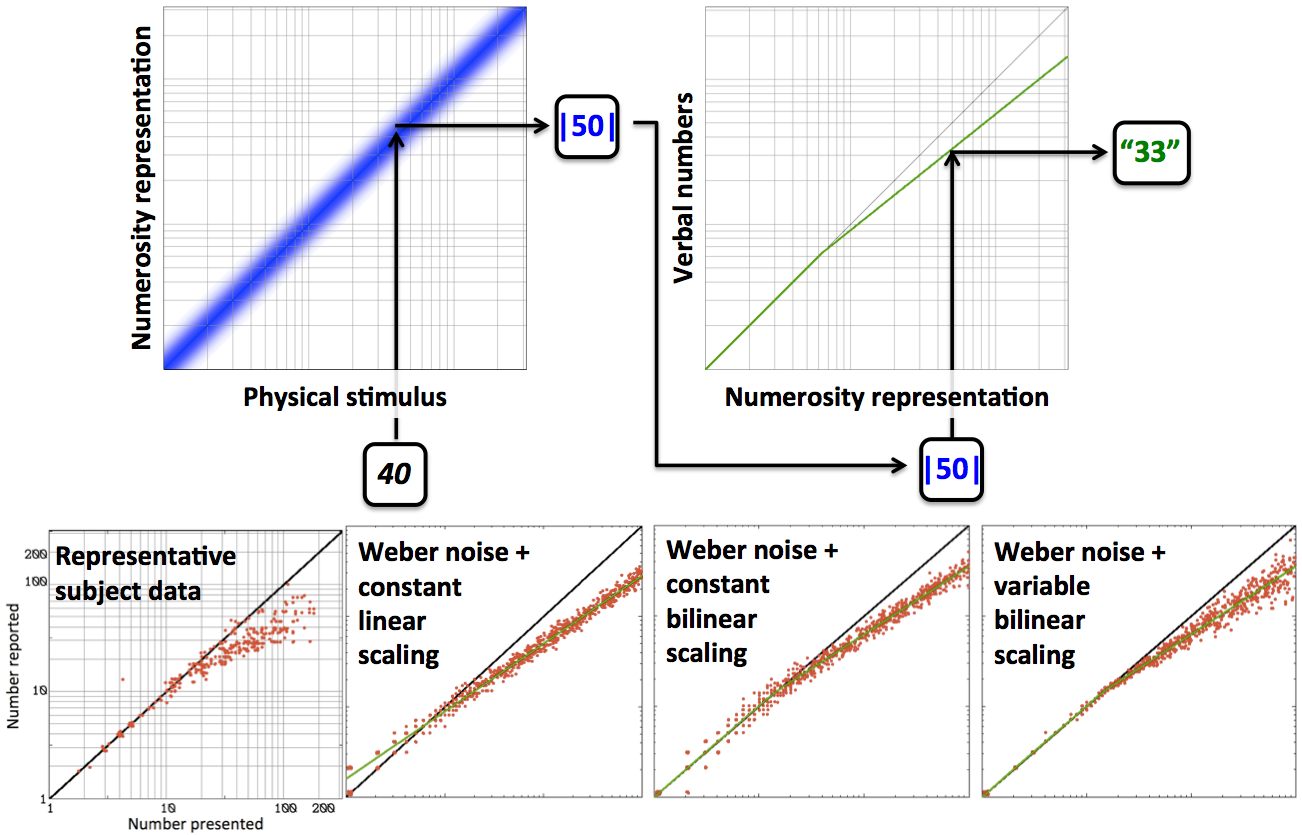 Numerosity representation
|50|
Physical stimulus
40
Verbal numbers
“33”
Numerosity representation
|50|
Representative
subject data
Number reported
200
100
10
1
1
10
100
200
Number presented
Weber noise +
constant
linear
scaling
Weber noise +
constant
bilinear
scaling
Weber noise +
variable
bilinear
scaling